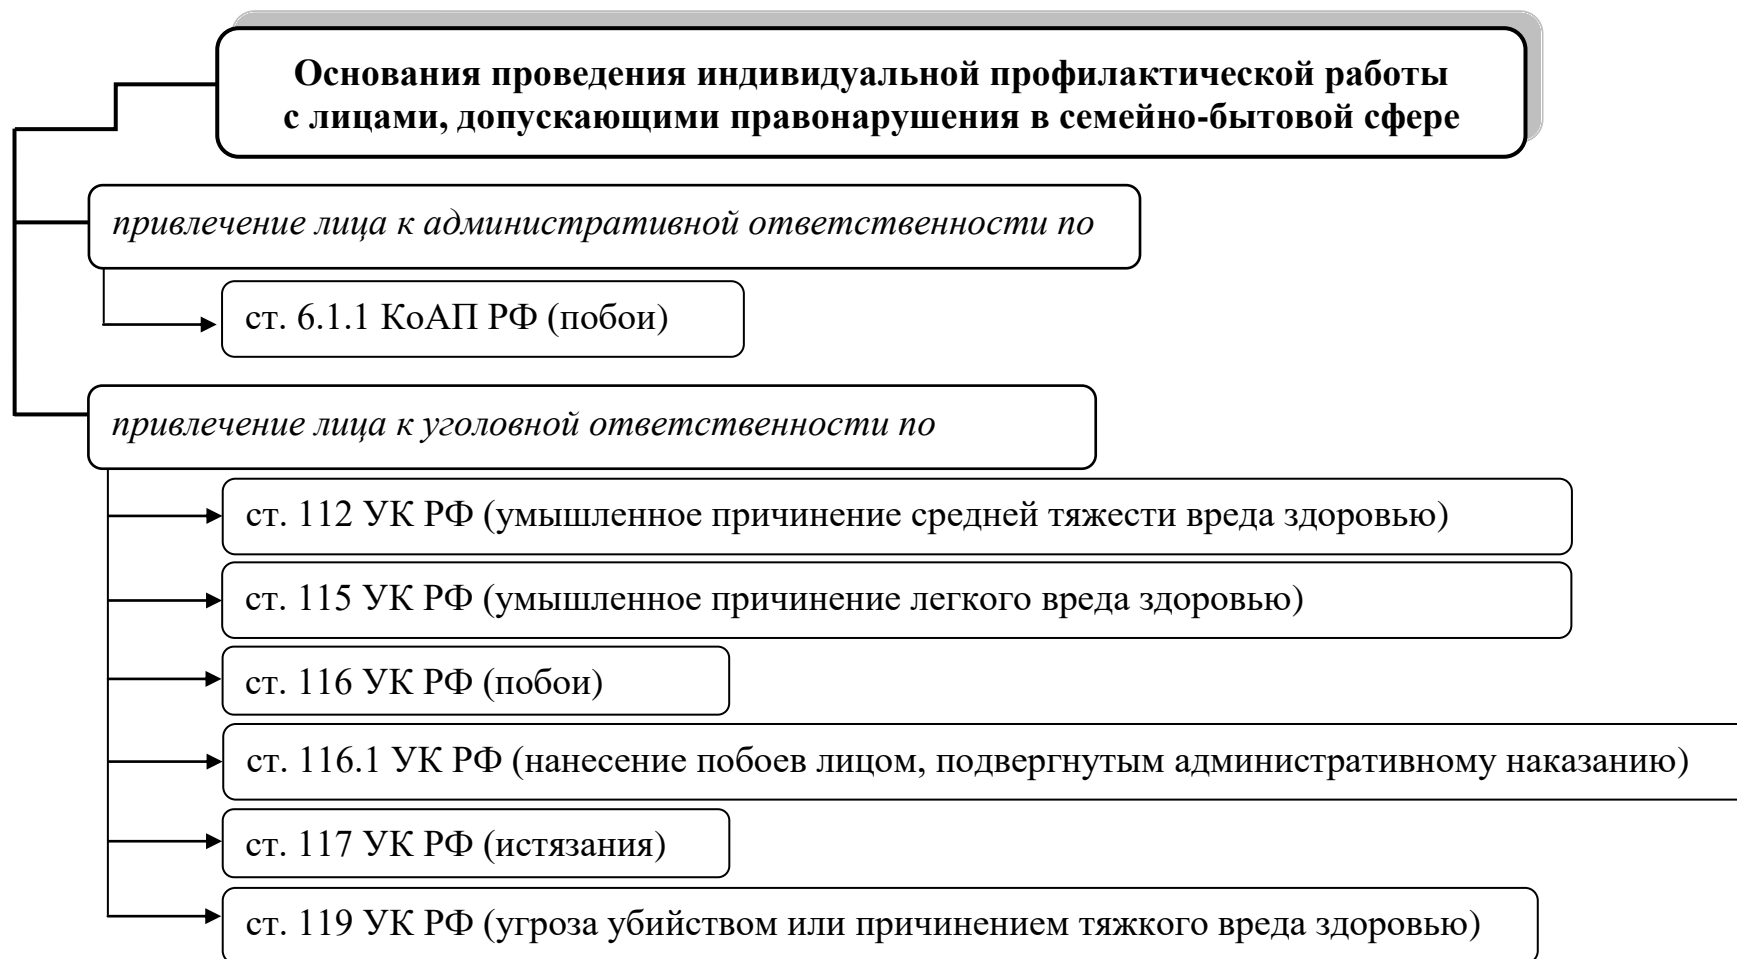 Основания проведения индивидуальной профилактической работы
с лицами, допускающими правонарушения в семейно-бытовой сфере
привлечение лица к административной ответственности по
ст. 6.1.1 КоАП РФ (побои)
привлечение лица к уголовной ответственности по
ст. 112 УК РФ (умышленное причинение средней тяжести вреда здоровью)
ст. 115 УК РФ (умышленное причинение легкого вреда здоровью)
ст. 116 УК РФ (побои)
ст. 116.1 УК РФ (нанесение побоев лицом, подвергнутым административному наказанию)
ст. 117 УК РФ (истязания)
ст. 119 УК РФ (угроза убийством или причинением тяжкого вреда здоровью)